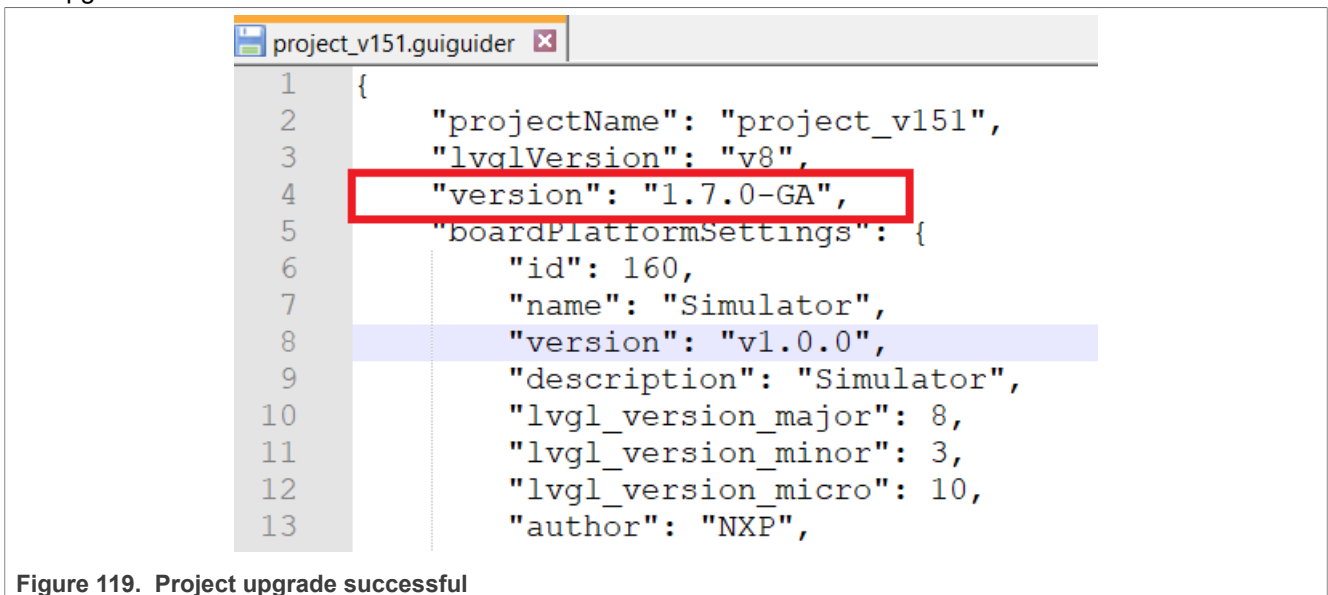 project_v151.guiguider
1 {
2 "projectName": "project_v151",
3 "lvglVersion": "v8",
4 "version": "1.7.0-GA",
5 "boardPlatformSettings": {
6 "id": 160,
7 "name": "Simulator",
8 "version": "v1.0.0",
9 "description": "Simulator",
10 "lvgl_version_major": 8,
11 "lvgl_version_minor": 3,
12 "lvgl_version_micro": 10,
13 "author": "NXP",
Figure 119. Project upgrade successful